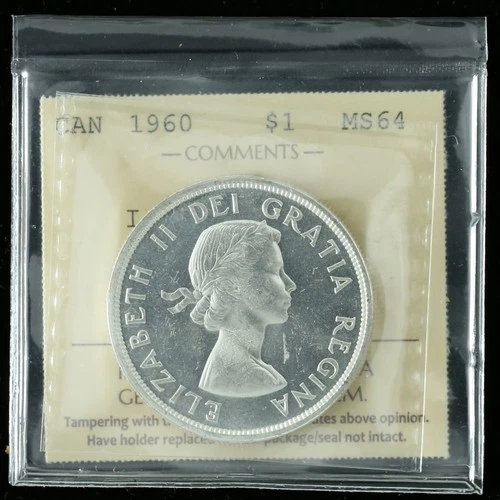 CAN 1960 $1 MS64
— COMMENTS —
I
ELIZABETH II DEI GRATIA REGINA
A
GE M.
Tampering with above opinion.
Have holder replaced package/seal not intact.